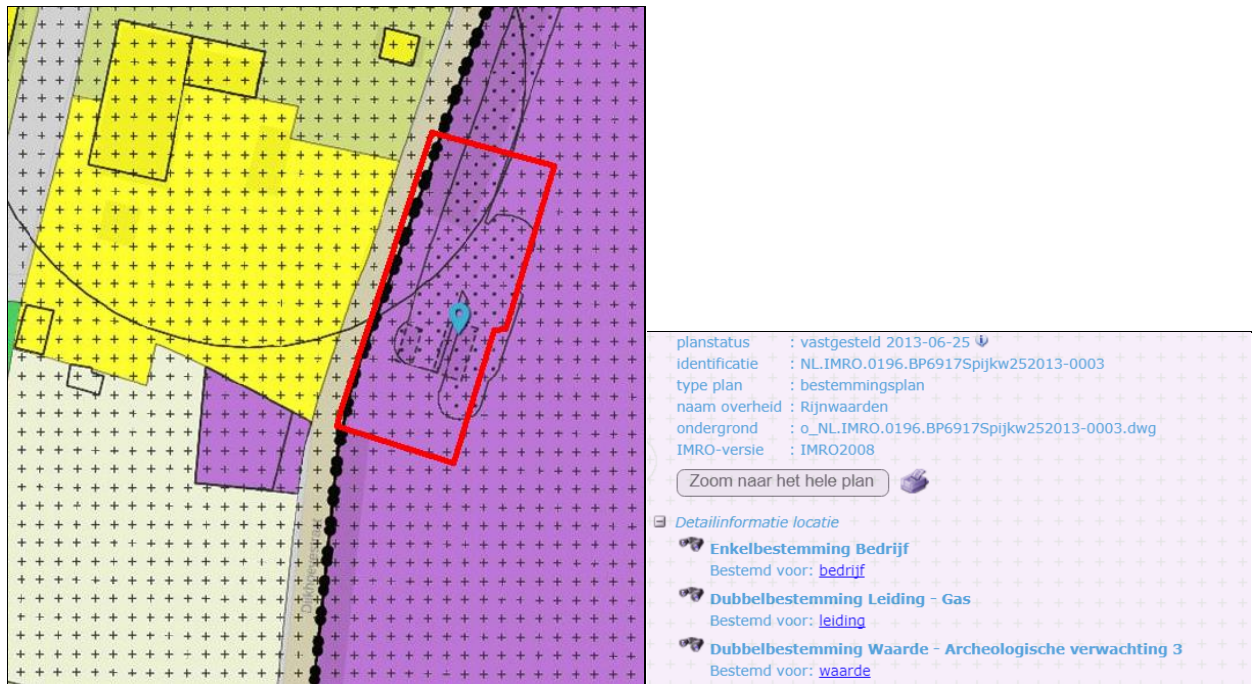 planstatus : vastgesteld 2013-06-25
identificatie : NL.IMRO.0196.BP6917Spijkw252013-0003
type plan : bestemmingsplan
naam overheid : Rijnwaarden
ondergrond : o_NL.IMRO.0196.BP6917Spijkw252013-0003.dwg
IMRO-versie : IMRO2008
Zoom naar het hele plan
Detailinformatie locatie
Enkelbestemming Bedrijf
Bestemd voor: bedrijf
Dubbelbestemming Leiding - Gas
Bestemd voor: leiding
Dubbelbestemming Waarde - Archeologische verwachting 3
Bestemd voor: waarde